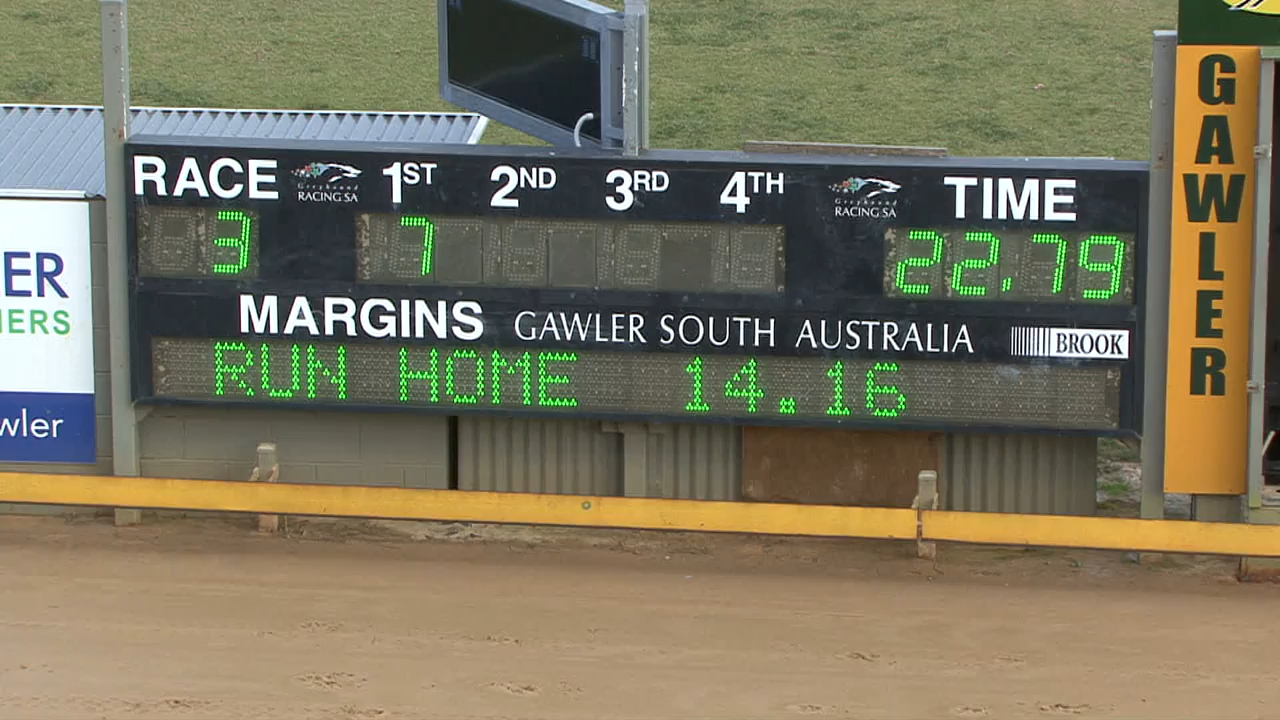 RACE Greyhound RACING SA 1ST 2ND 3RD 4TH Greyhound RACING SA TIME
3 7 22.79
MARGINS GAWLER SOUTH AUSTRALIA BROOK
RUN HOME 14.16
GAWLER
ER
NERS
wler